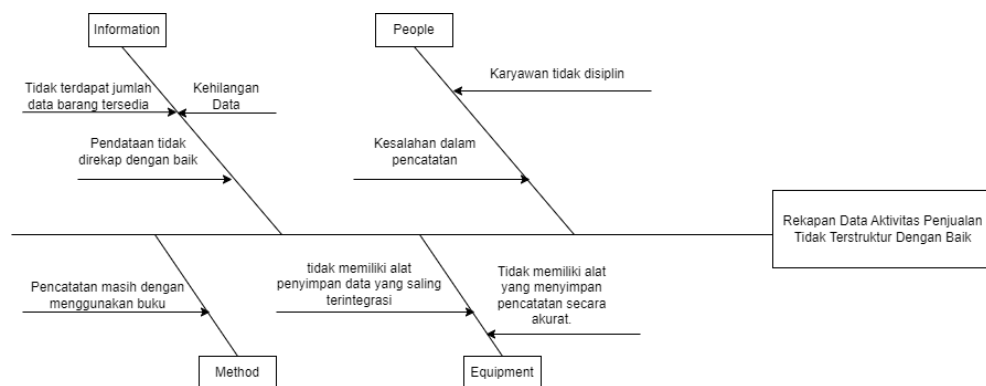 Information
People
Tidak terdapat jumlah
data barang tersedia
Kehilangan
Data
Karyawan tidak disiplin
Pendataan tidak
direkap dengan baik
Kesalahan dalam
pencatatan
Rekapan Data Aktivitas Penjualan
Tidak Terstruktur Dengan Baik
Pencatatan masih dengan
menggunakan buku
tidak memiliki alat
penyimpan data yang saling
terintegrasi
Tidak memiliki alat
yang menyimpan
pencatatan secara
akurat.
Method
Equipment